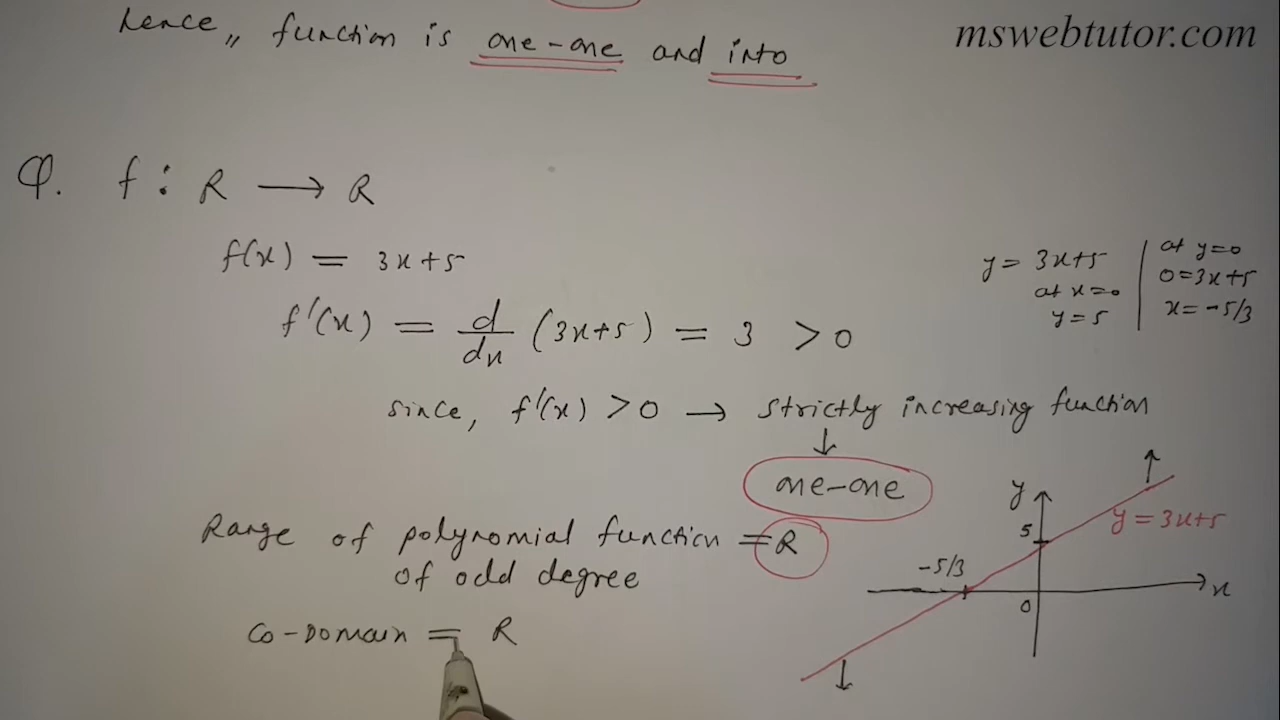 hence,, function is one-one and into
mswebtutor.com
Q. f : R → R
f(x) = 3x+5
f'(x) = d/dx (3x+5) = 3 > 0
since, f'(x) > 0 → strictly increasing function
↓
one-one
Range of polynomial function = R
of odd degree
Co-Domain = R
y = 3x+5
at x=0
y = 5
at y=0
0=3x+5
x = -5/3
y
5
y = 3x+5
-5/3
0
x